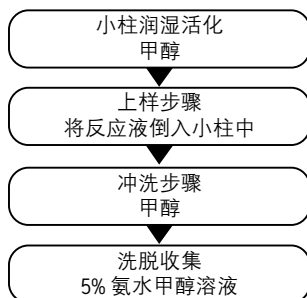 小柱润湿活化
甲醇
上样步骤
将反应液倒入小柱中
冲洗步骤
甲醇
洗脱收集
5% 氨水甲醇溶液